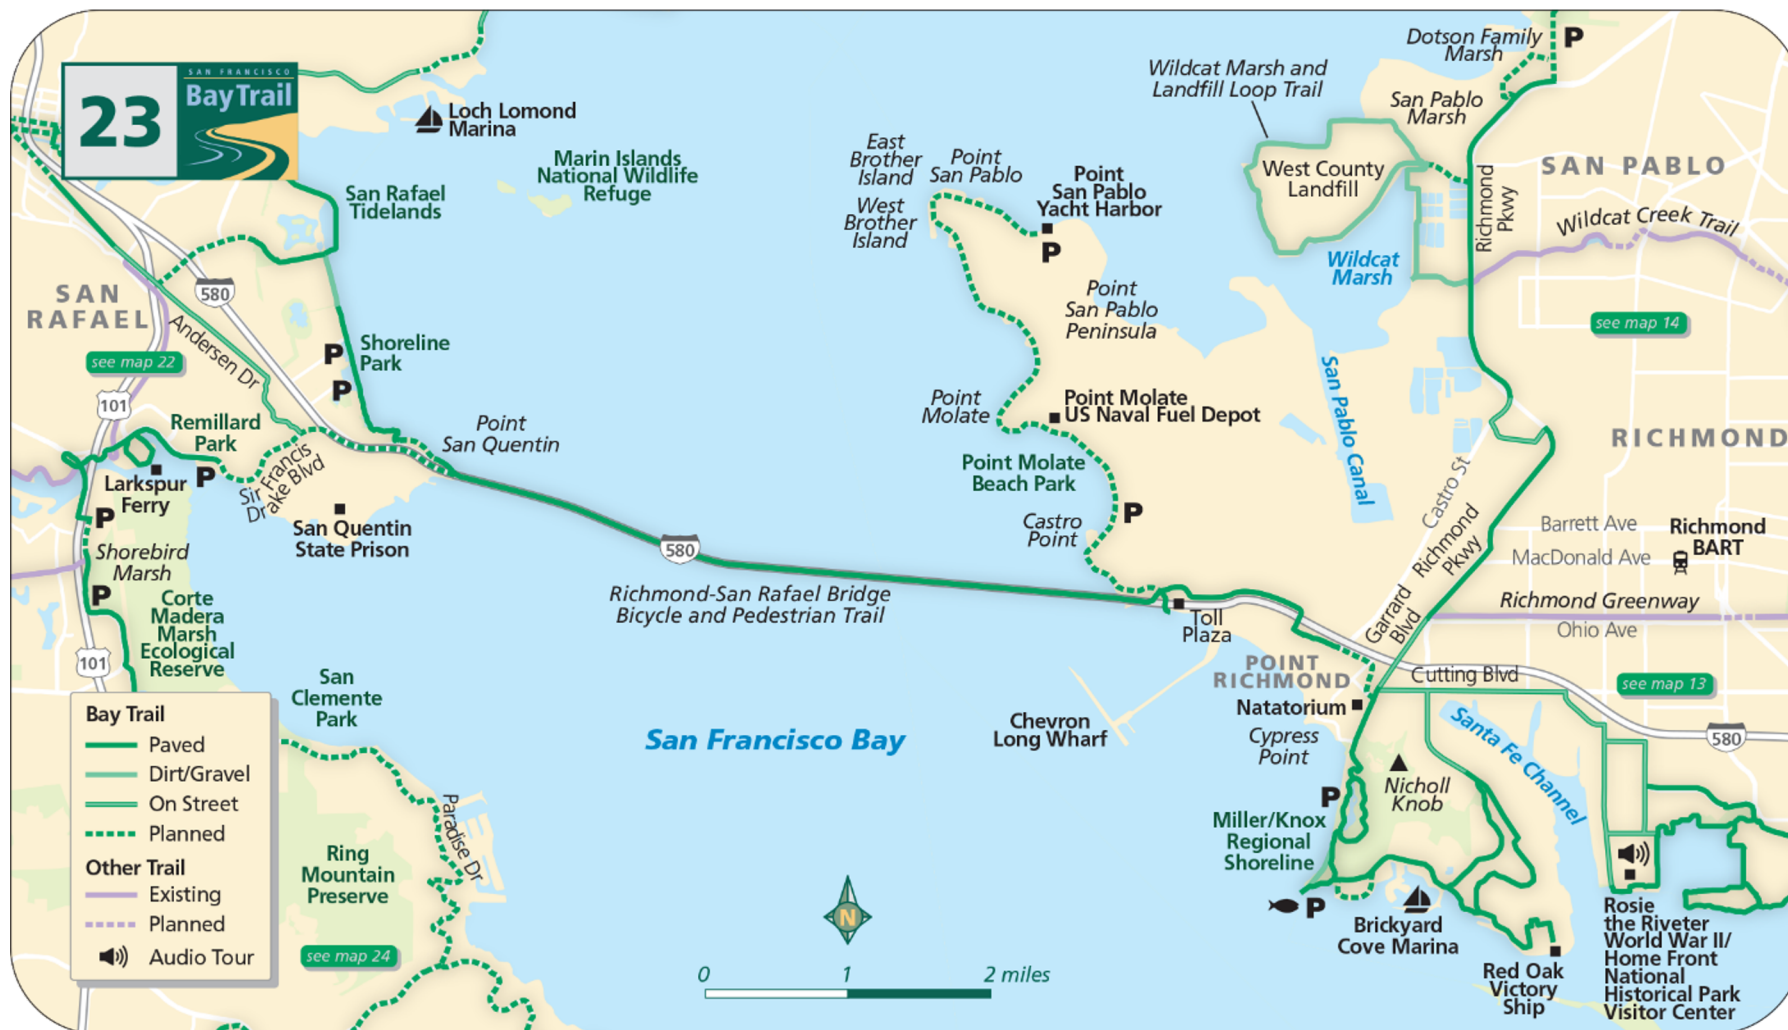 23
SAN FRANCISCO
BayTrail
Loch Lomond
Marina
Marin Islands
National Wildlife
Refuge
San Rafael
Tidelands
SAN
RAFAEL
580
Andersen Dr
see map 22
101
Shoreline
Park
P
P
Remillard
Park
P
Point
San Quentin
Larkspur
Ferry
Sir Francis
Drake Blvd
San Quentin
State Prison
P
Shorebird
Marsh
P
Corte
Madera
Marsh
Ecological
Reserve
101
San
Clemente
Park
Paradise Dr
Ring
Mountain
Preserve
see map 24
Bay Trail
Paved
Dirt/Gravel
On Street
Planned
Other Trail
Existing
Planned
Audio Tour
East
Brother
Island
West
Brother
Island
Point
San Pablo
Point
San Pablo
Yacht Harbor
P
Point
San Pablo
Peninsula
Point
Molate
Point Molate
US Naval Fuel Depot
Point Molate
Beach Park
P
Castro
Point
580
Richmond-San Rafael Bridge
Bicycle and Pedestrian Trail
Toll
Plaza
San Francisco Bay
Chevron
Long Wharf
N
0 1 2 miles
Wildcat Marsh and
Landfill Loop Trail
Dotson Family
Marsh
P
San Pablo
Marsh
West County
Landfill
Richmond
Pkwy
SAN PABLO
Wildcat Creek Trail
Wildcat
Marsh
see map 14
San Pablo Canal
RICHMOND
Castro St
Richmond
Pkwy
Barrett Ave
MacDonald Ave
Richmond
BART
Garrard
Blvd
Richmond Greenway
Ohio Ave
POINT
RICHMOND
Cutting Blvd
see map 13
Natatorium
Cypress
Point
Santa Fe Channel
580
P
Nicholl
Knob
Miller/Knox
Regional
Shoreline
P
Brickyard
Cove Marina
Red Oak
Victory
Ship
Rosie
the Riveter
World War II/
Home Front
National
Historical Park
Visitor Center